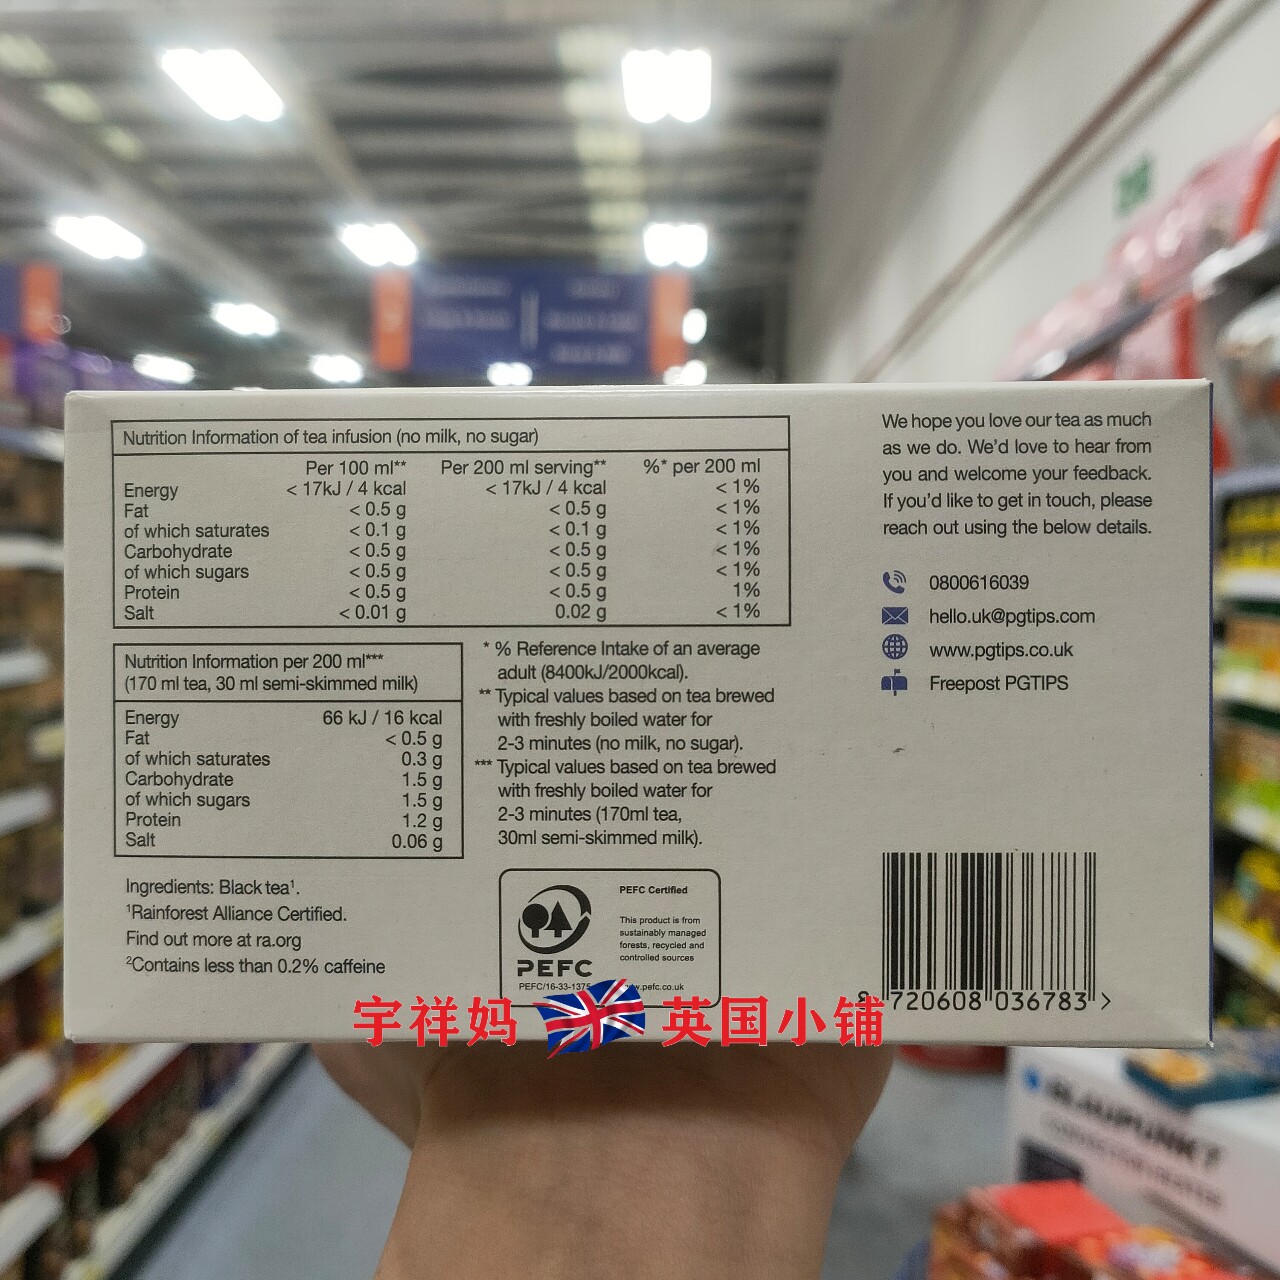 Nutrition Information of tea infusion (no milk, no sugar)
Per 100 ml** Per 200 ml serving** %* per 200 ml
Energy < 17kJ / 4 kcal < 17kJ / 4 kcal < 1%
Fat < 0.5 g < 0.5 g < 1%
of which saturates < 0.1 g < 0.1 g < 1%
Carbohydrate < 0.5 g < 0.5 g < 1%
of which sugars < 0.5 g < 0.5 g < 1%
Protein < 0.5 g < 0.5 g 1%
Salt < 0.01 g 0.02 g < 1%
Nutrition Information per 200 ml***
(170 ml tea, 30 ml semi-skimmed milk)
Energy 66 kJ / 16 kcal
Fat < 0.5 g
of which saturates 0.3 g
Carbohydrate 1.5 g
of which sugars 1.5 g
Protein 1.2 g
Salt 0.06 g
* % Reference Intake of an average
adult (8400kJ/2000kcal).
** Typical values based on tea brewed
with freshly boiled water for
2-3 minutes (no milk, no sugar).
*** Typical values based on tea brewed
with freshly boiled water for
2-3 minutes (170ml tea,
30ml semi-skimmed milk).
Ingredients: Black tea¹.
¹Rainforest Alliance Certified.
Find out more at ra.org
²Contains less than 0.2% caffeine
PEFC
PEFC/16-33-1375
PEFC Certified
This product is from
sustainably managed
forests, recycled and
controlled sources
.pefc.co.uk
We hope you love our tea as much
as we do. We'd love to hear from
you and welcome your feedback.
If you'd like to get in touch, please
reach out using the below details.
0800616039
hello.uk@pgtips.com
www.pgtips.co.uk
Freepost PGTIPS
8 720608 036783 >
宇祥妈 英国小铺
BLAUPUNKT